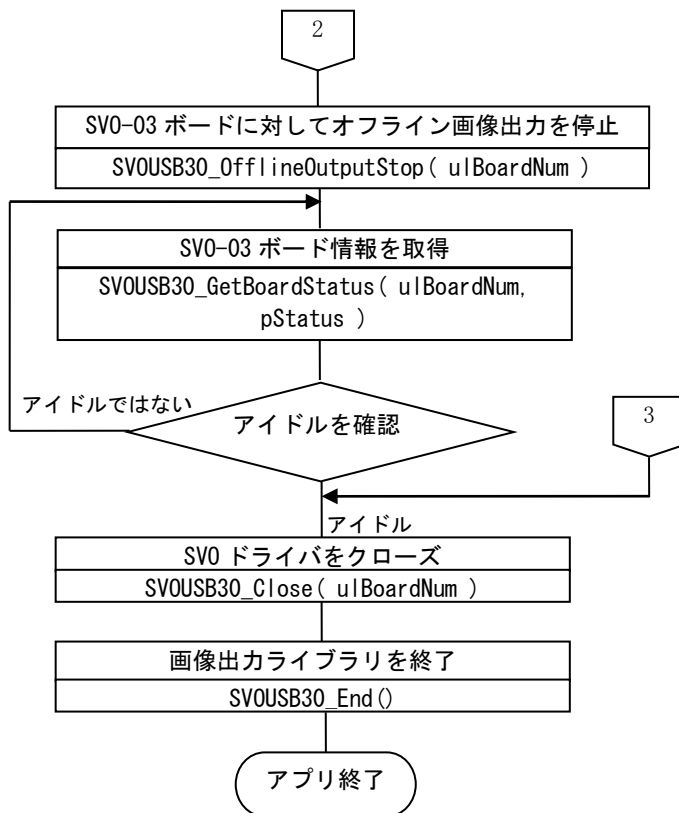 2
SVO-03 ボードに対してオフライン画像出力を停止
SVOUSB30_OfflineOutputStop( ulBoardNum )
SVO-03 ボード情報を取得
SVOUSB30_GetBoardStatus( ulBoardNum,
pStatus )
アイドルではない
アイドルを確認
3
アイドル
SVO ドライバをクローズ
SVOUSB30_Close( ulBoardNum )
画像出力ライブラリを終了
SVOUSB30_End()
アプリ終了